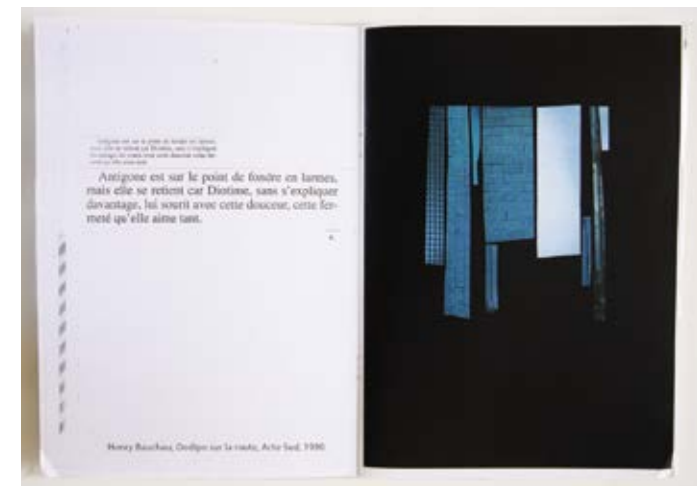 Antigone est sur le point de fondre en larmes,
mais elle se retient car Diotime, sans s'expliquer
davantage, lui sourit avec cette douceur, cette fer-
meté qu'elle aime tant.
Henry Bauchau, Oedipe sur la route, Acte Sud, 1990